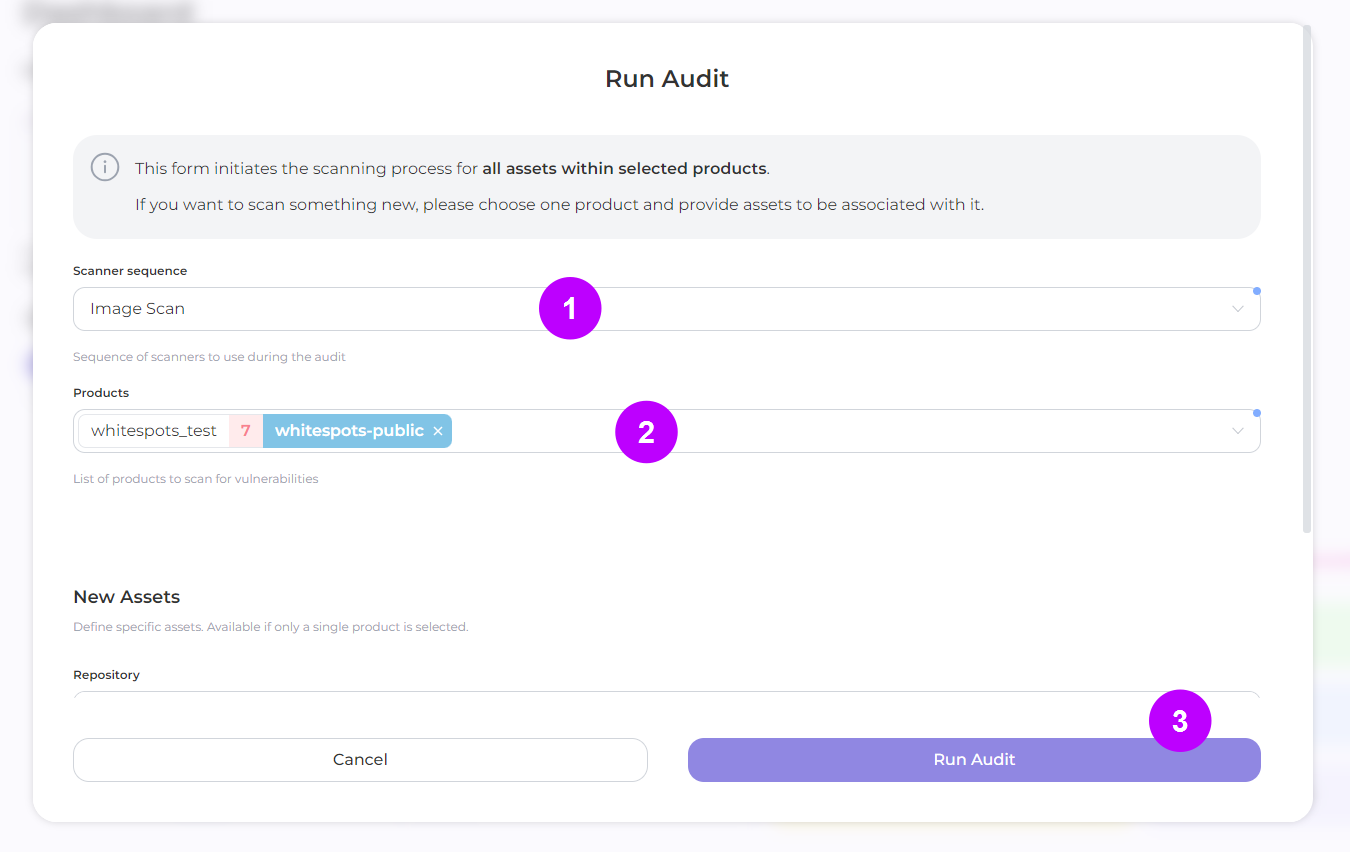 Dashboard
Run Audit
This form initiates the scanning process for all assets within selected products.
If you want to scan something new, please choose one product and provide assets to be associated with it.
Scanner sequence
Image Scan
1
Sequence of scanners to use during the audit
Products
whitespots_test 7 whitespots-public ×
2
List of products to scan for vulnerabilities
New Assets
Define specific assets. Available if only a single product is selected.
Repository
3
Cancel
Run Audit